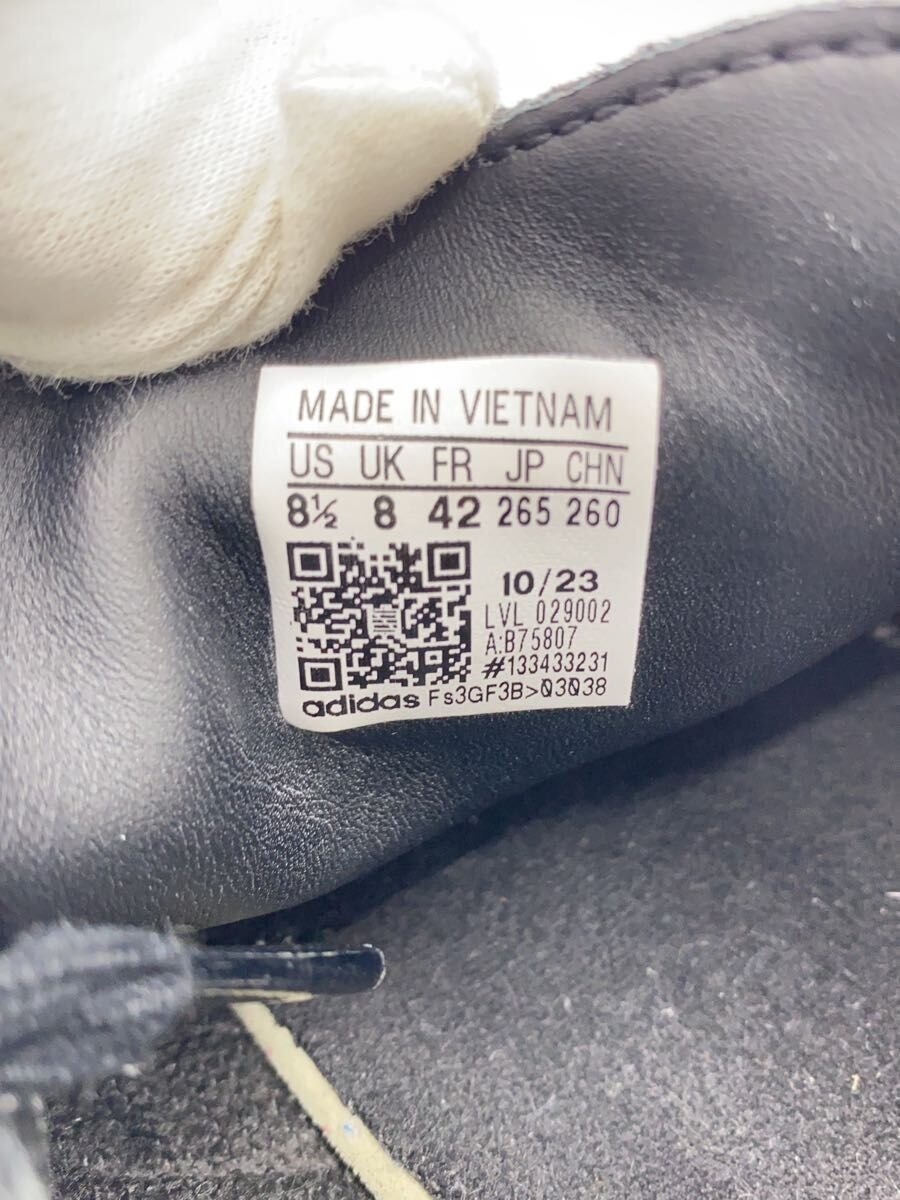 MADE IN VIETNAM
US UK FR JP CHN
8½ 8 42 265 260
10/23
LVL 029002
A:B75807
#133433231
adidas Fs3GF3B>03038